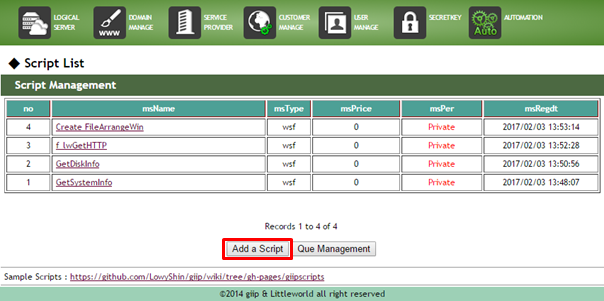 LOGICAL SERVER
DOMAIN MANAGE
SERVICE PROVIDER
CUSTOMER MANAGE
USER MANAGE
SECRETKEY
AUTOMATION
www
Auto
◆ Script List
Script Management
no msName msType msPrice msPer msRegdt
4 Create_FileArrangeWin wsf 0 Private 2017/02/03 13:53:14
3 f_lwGetHTTP wsf 0 Private 2017/02/03 13:52:28
2 GetDiskInfo wsf 0 Private 2017/02/03 13:50:56
1 GetSystemInfo wsf 0 Private 2017/02/03 13:48:07
Records 1 to 4 of 4
Add a Script Que Management
Sample Scripts : https://github.com/LowyShin/giip/wiki/tree/gh-pages/giipscripts
©2014 giip & Littleworld all right reserved